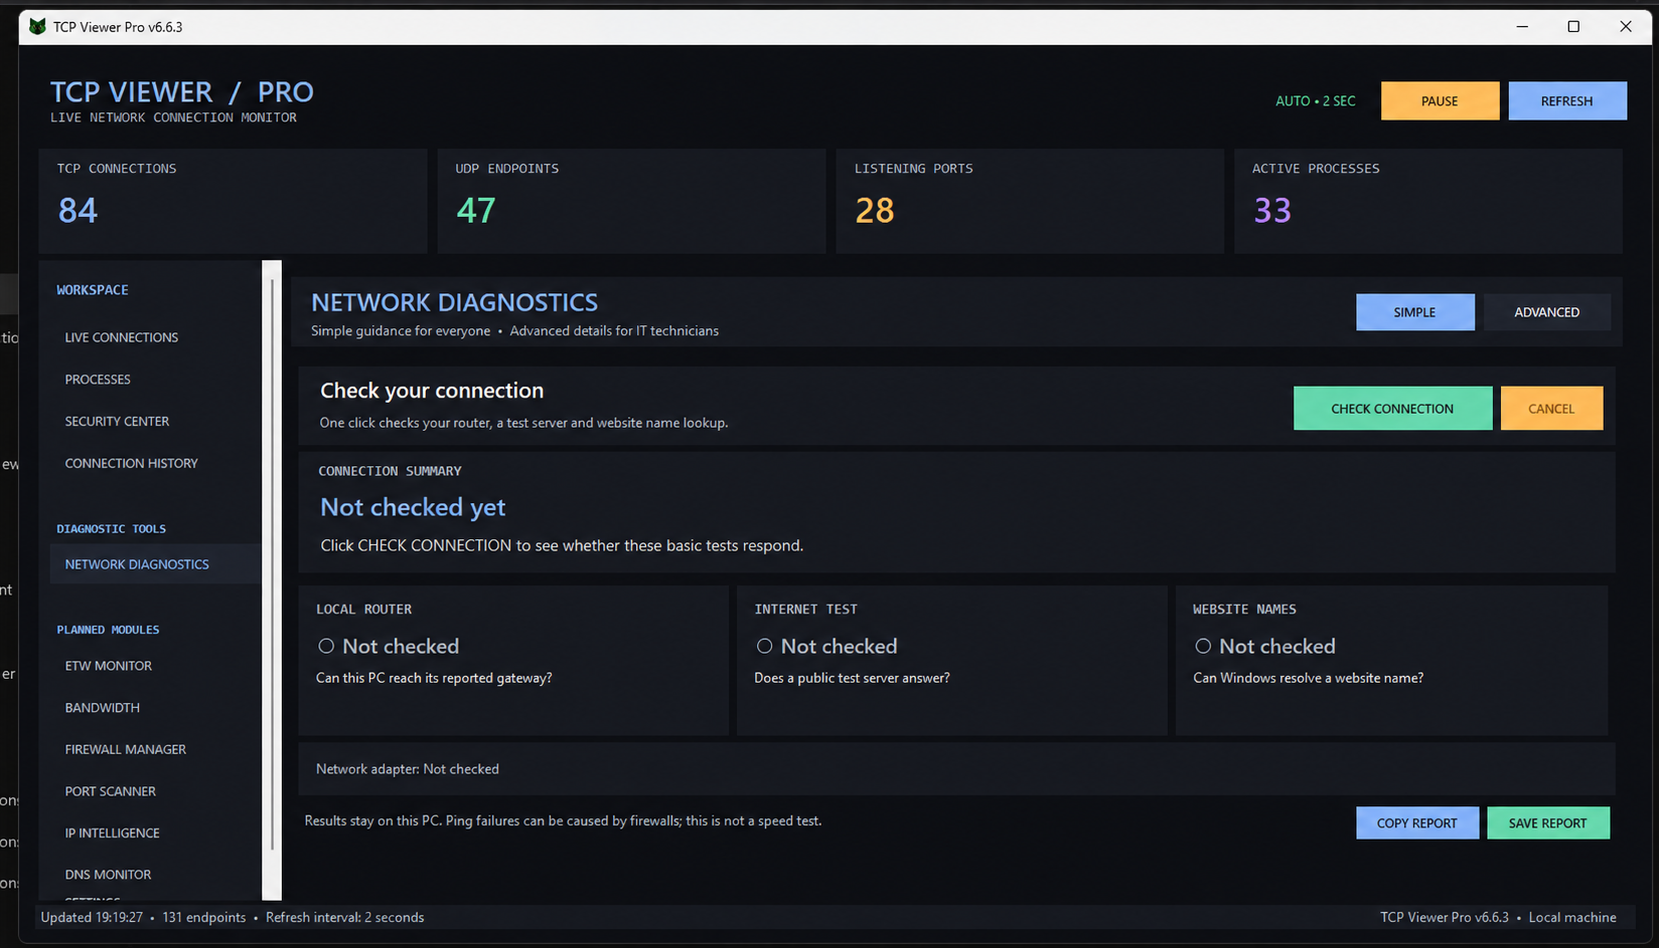 TCP Viewer Pro v6.6.3
TCP VIEWER / PRO
LIVE NETWORK CONNECTION MONITOR
AUTO • 2 SEC
PAUSE
REFRESH
TCP CONNECTIONS
84
UDP ENDPOINTS
47
LISTENING PORTS
28
ACTIVE PROCESSES
33
WORKSPACE
LIVE CONNECTIONS
PROCESSES
SECURITY CENTER
CONNECTION HISTORY
DIAGNOSTIC TOOLS
NETWORK DIAGNOSTICS
PLANNED MODULES
ETW MONITOR
BANDWIDTH
FIREWALL MANAGER
PORT SCANNER
IP INTELLIGENCE
DNS MONITOR
NETWORK DIAGNOSTICS
Simple guidance for everyone • Advanced details for IT technicians
SIMPLE
ADVANCED
Check your connection
One click checks your router, a test server and website name lookup.
CHECK CONNECTION
CANCEL
CONNECTION SUMMARY
Not checked yet
Click CHECK CONNECTION to see whether these basic tests respond.
LOCAL ROUTER
Not checked
Can this PC reach its reported gateway?
INTERNET TEST
Not checked
Does a public test server answer?
WEBSITE NAMES
Not checked
Can Windows resolve a website name?
Network adapter: Not checked
Results stay on this PC. Ping failures can be caused by firewalls; this is not a speed test.
COPY REPORT
SAVE REPORT
Updated 19:19:27 • 131 endpoints • Refresh interval: 2 seconds
TCP Viewer Pro v6.6.3 • Local machine